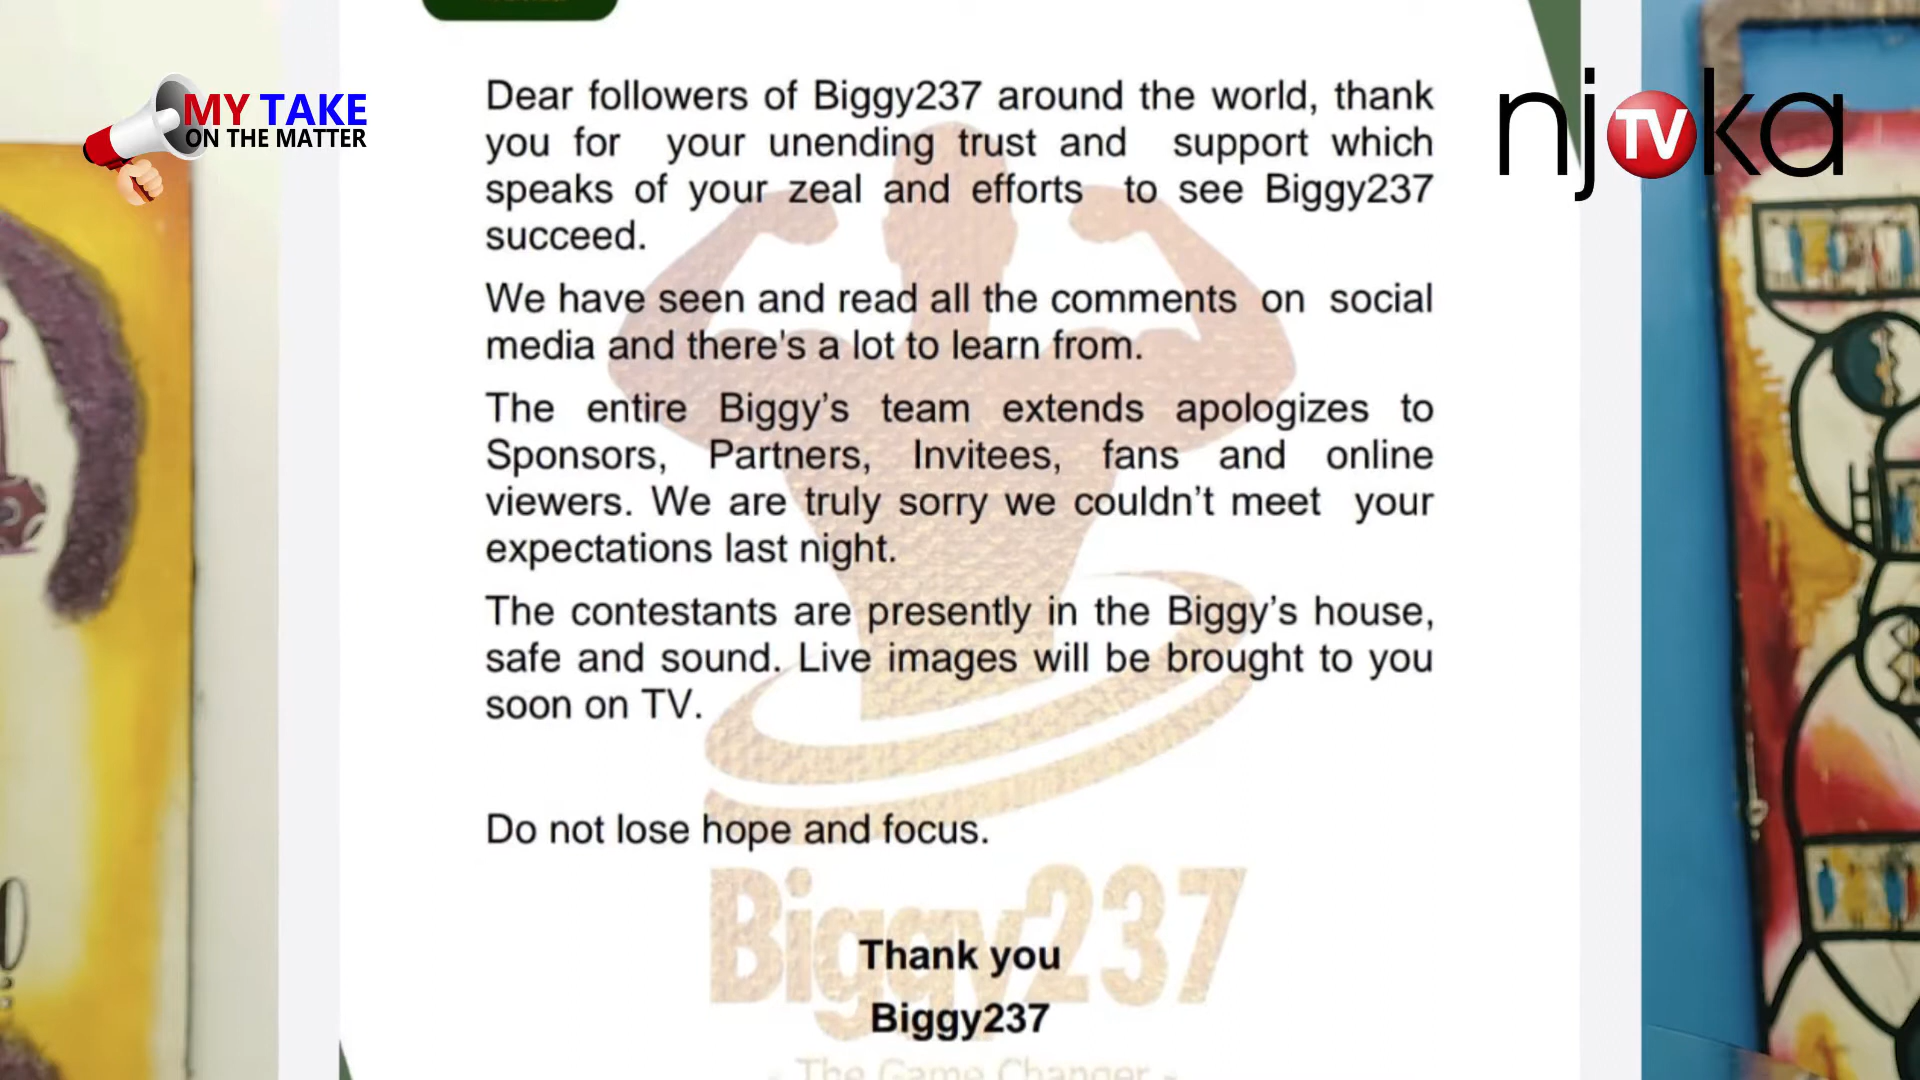 MY TAKE
ON THE MATTER
njTVka
Dear followers of Biggy237 around the world, thank
you for your unending trust and support which
speaks of your zeal and efforts to see Biggy237
succeed.
We have seen and read all the comments on social
media and there's a lot to learn from.
The entire Biggy’s team extends apologizes to
Sponsors, Partners, Invitees, fans and online
viewers. We are truly sorry we couldn’t meet your
expectations last night.
The contestants are presently in the Biggy’s house,
safe and sound. Live images will be brought to you
soon on TV.
Do not lose hope and focus.
Biggy237
Thank you
Biggy237
- The Game Changer -